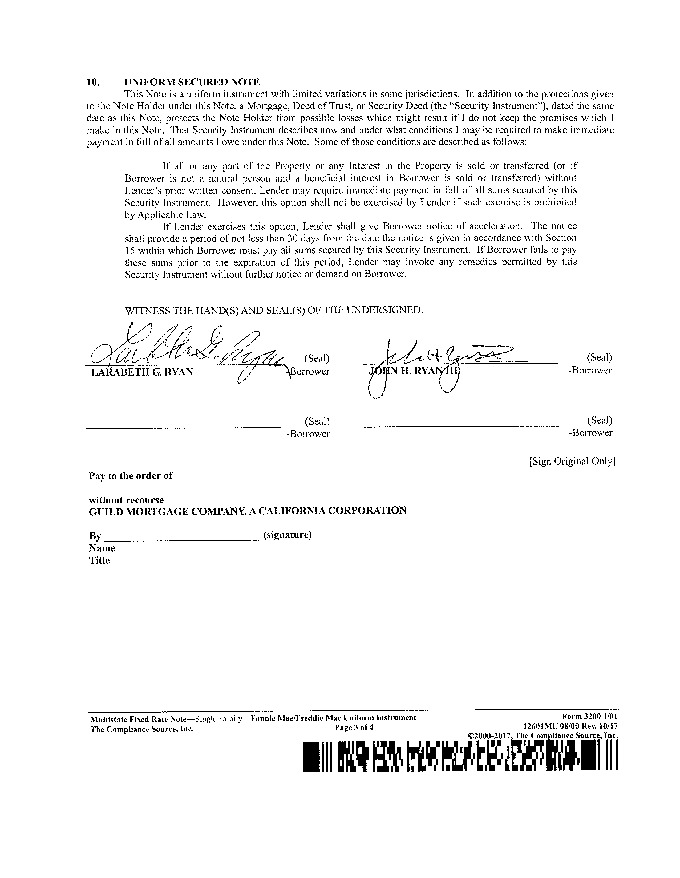 10. UNIFORM SECURED NOTE
This Note is a uniform instrument with limited variations in some jurisdictions. In addition to the protections given
to the Note Holder under this Note, a Mortgage, Deed of Trust, or Security Deed (the “Security Instrument”), dated the same
date as this Note, protects the Note Holder from possible losses which might result if I do not keep the promises which I
make in this Note. That Security Instrument describes how and under what conditions I may be required to make immediate
payment in full of all amounts I owe under this Note. Some of those conditions are described as follows:
If all or any part of the Property or any Interest in the Property is sold or transferred (or if
Borrower is not a natural person and a beneficial interest in Borrower is sold or transferred) without
Lender's prior written consent, Lender may require immediate payment in full of all sums secured by this
Security Instrument. However, this option shall not be exercised by Lender if such exercise is prohibited
by Applicable Law.
If Lender exercises this option, Lender shall give Borrower notice of acceleration. The notice
shall provide a period of not less than 30 days from the date the notice is given in accordance with Section
15 within which Borrower must pay all sums secured by this Security Instrument. If Borrower fails to pay
these sums prior to the expiration of this period, Lender may invoke any remedies permitted by this
Security Instrument without further notice or demand on Borrower.
WITNESS THE HAND(S) AND SEAL(S) OF THE UNDERSIGNED.
(Seal) (Seal)
LARABETH G. RYAN -Borrower JOHN H. RYAN III -Borrower
(Seal) (Seal)
-Borrower -Borrower
[Sign Original Only]
Pay to the order of
without recourse
GUILD MORTGAGE COMPANY, A CALIFORNIA CORPORATION
By (signature)
Name
Title
Multistate Fixed Rate Note—Single Family—Fannie Mae/Freddie Mac Uniform Instrument Form 3200 1/01
The Compliance Source, Inc. Page 3 of 4 12601MU 08/00 Rev. 10/17
©2000-2017, The Compliance Source, Inc.